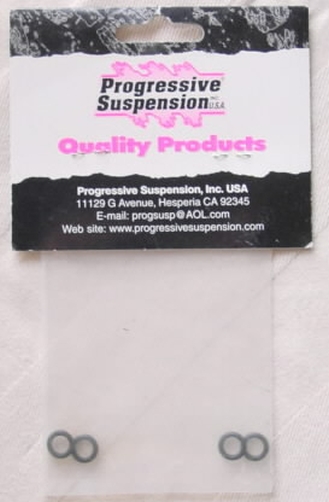 Progressive
Suspension INC. U.S.A.
Quality Products
Progressive Suspension, Inc. USA
11129 G Avenue, Hesperia CA 92345
E-mail: progsusp@AOL.com
Web site: www.progressivesuspension.com